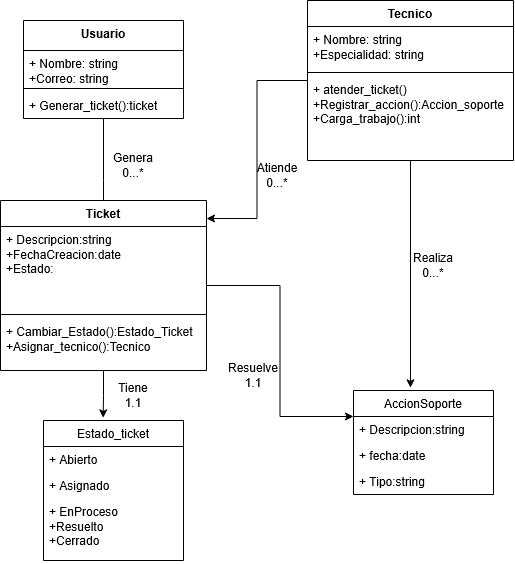 Usuario
+ Nombre: string
+Correo: string
+ Generar_ticket():ticket
Tecnico
+ Nombre: string
+ Especialidad: string
+ atender_ticket()
+Registrar_accion():Accion_soporte
+ Carga_trabajo():int
Genera
0...*
Atiende
0...*
Ticket
+ Descripcion:string
+FechaCreacion:date
+Estado:
+ Cambiar_Estado():Estado_Ticket
+Asignar_tecnico():Tecnico
Realiza
0...*
Resuelve
1.1
Tiene
1.1
AccionSoporte
+ Descripcion:string
+ fecha:date
+ Tipo:string
Estado_ticket
+ Abierto
+ Asignado
+ EnProceso
+Resuelto
+Cerrado